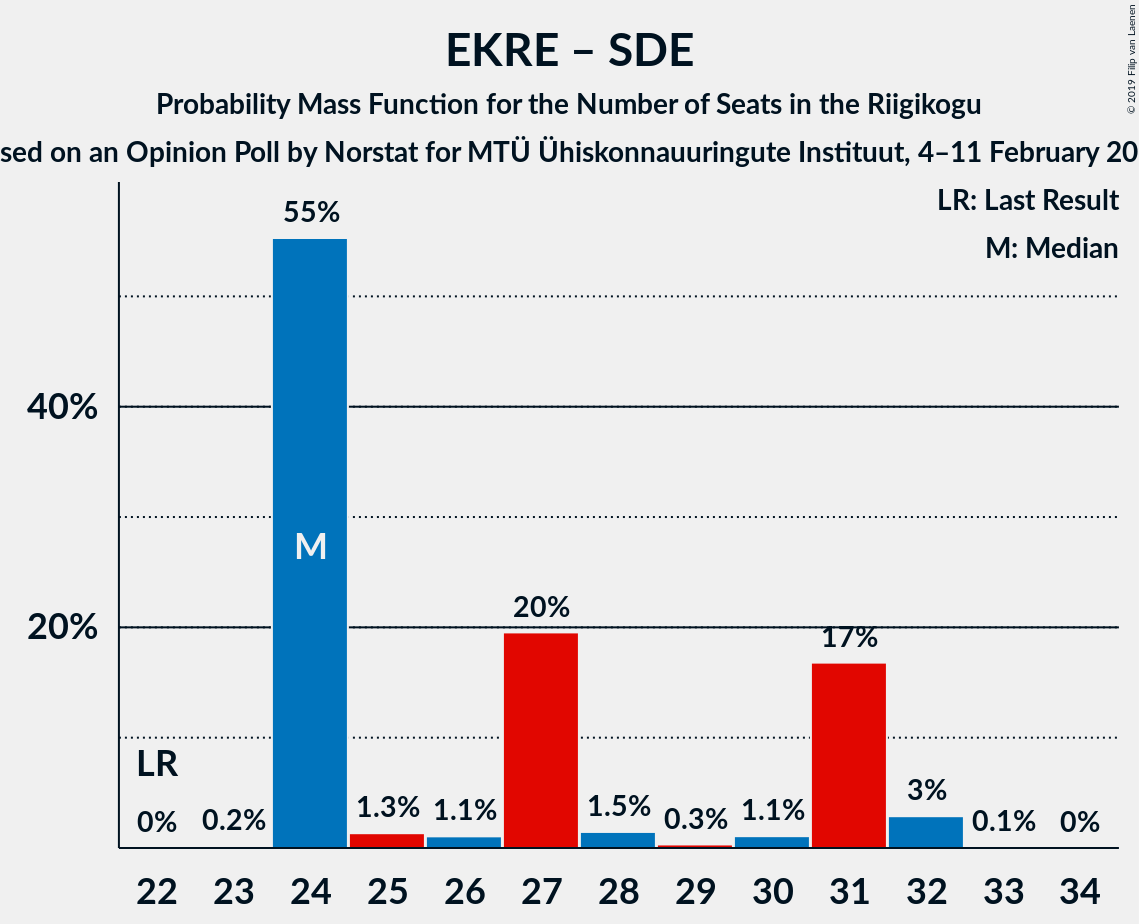 EKRE – SDE
Probability Mass Function for the Number of Seats in the Riigikogu
sed on an Opinion Poll by Norstat for MTÜ Ühiskonnauuringute Instituut, 4–11 February 20
© 2019 Filip van Laenen
LR: Last Result
M: Median
55%
40%
M
20%
20%
17%
LR
0%
0.2%
1.3%
1.1%
1.5%
0.3%
1.1%
3%
0.1%
0%
22 23 24 25 26 27 28 29 30 31 32 33 34